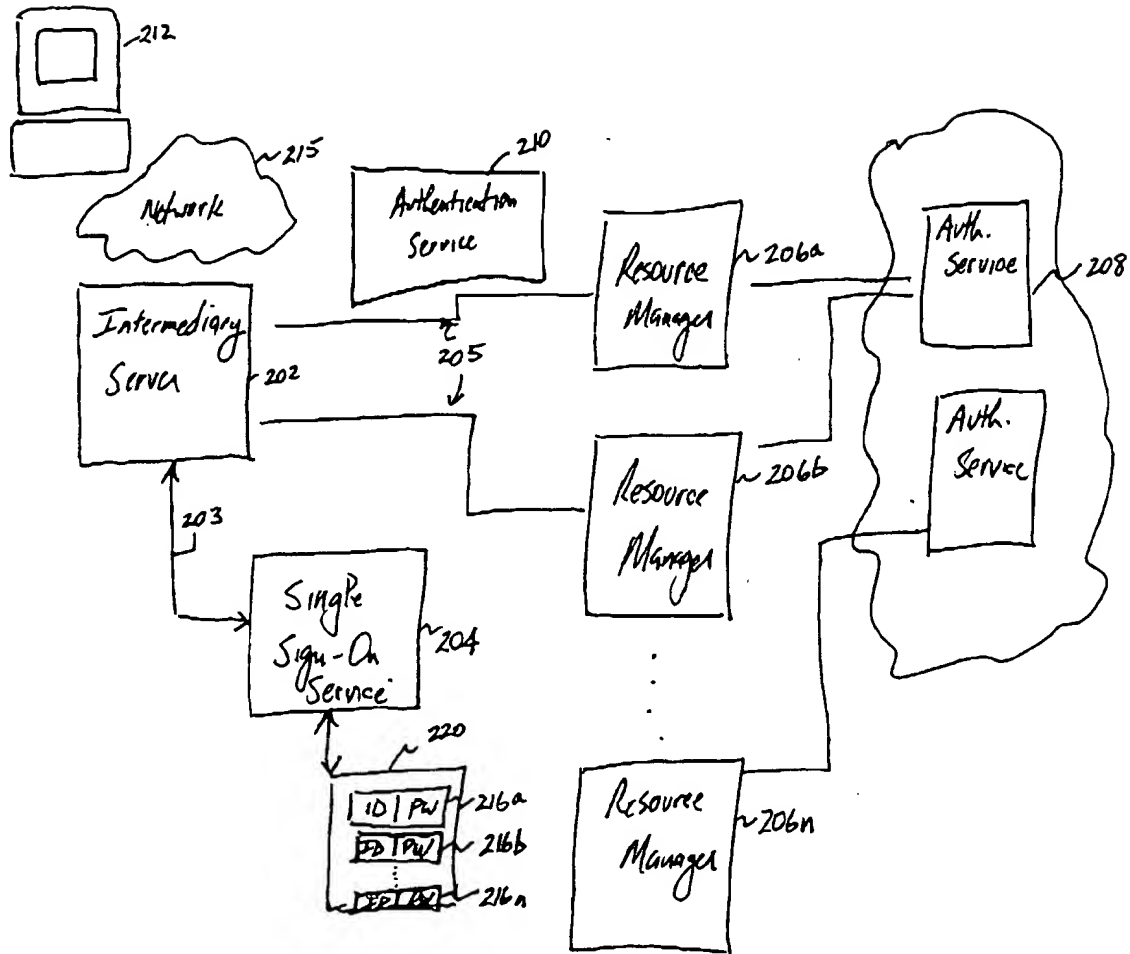 212
215
Network
210
Authentication
Service
Resource
Manager
206a
Auth.
Service
208
Intermediary
Server
202
205
Auth.
Service
Resource
Manager
206b
203
Single
Sign-On
Service
204
220
ID | PW
216a
ID | PW
216b
ID | PW
216n
Resource
Manager
206n